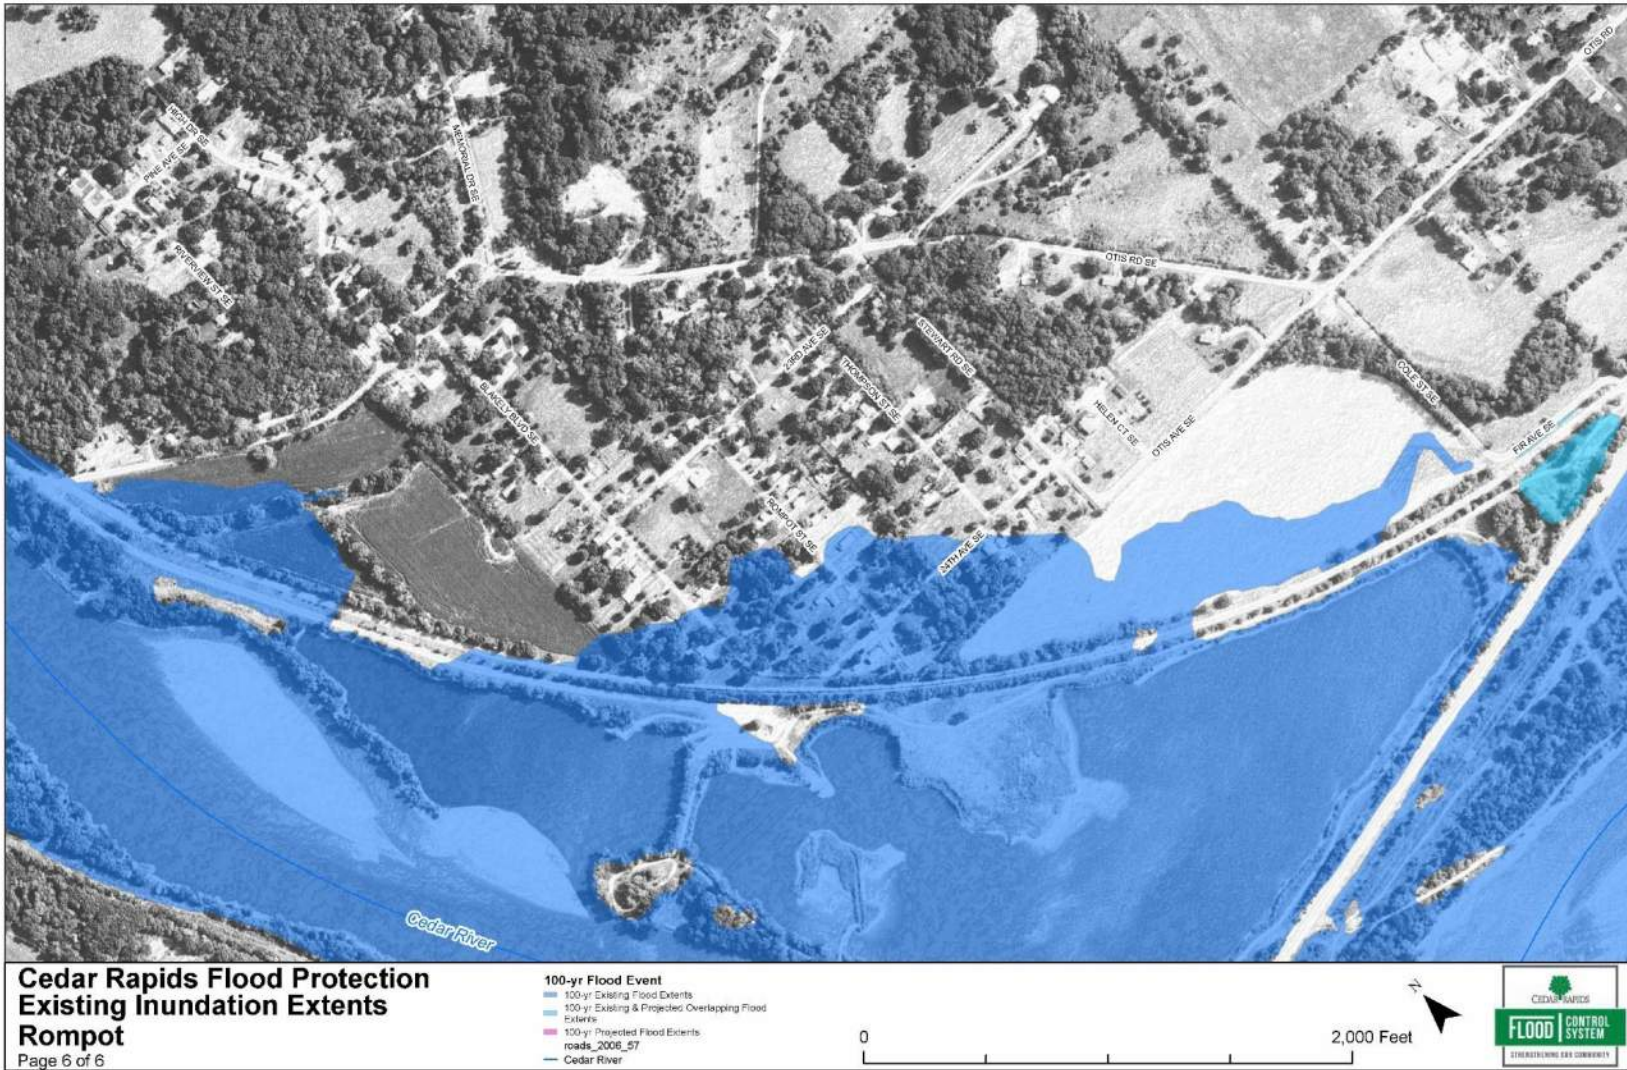 OTIS RD
HIGH DR SE
PINE AVE SE
MEMORIAL DR SE
RIVERVIEW ST SE
OTIS RD SE
23RD AVE SE
STEWART RD SE
THOMPSON ST SE
BLAKELY BLVD SE
COLE ST SE
HELEN CT SE
OTIS AVE SE
FIR AVE SE
ROMPOT ST SE
24TH AVE SE
Cedar River
Cedar Rapids Flood Protection
Existing Inundation Extents
Rompot
Page 6 of 6
100-yr Flood Event
100-yr Existing Flood Extents
100-yr Existing & Projected Overlapping Flood
Extents
100-yr Projected Flood Extents
roads_2006_57
Cedar River
0
2,000 Feet
N
CEDAR RAPIDS
FLOOD CONTROL
SYSTEM
STRENGTHENING OUR COMMUNITY